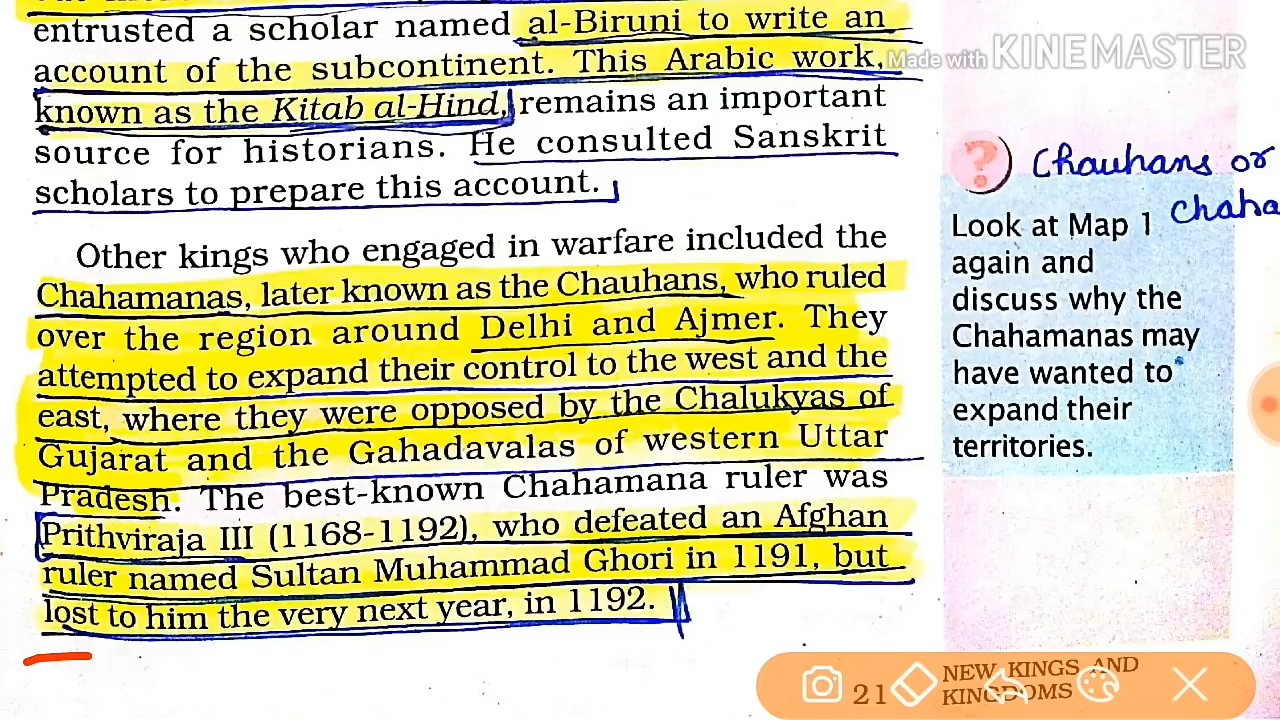 entrusted a scholar named al-Biruni to write an
account of the subcontinent. This Arabic work,
known as the Kitab al-Hind, remains an important
source for historians. He consulted Sanskrit
scholars to prepare this account.
Other kings who engaged in warfare included the
Chahamanas, later known as the Chauhans, who ruled
over the region around Delhi and Ajmer. They
attempted to expand their control to the west and the
east, where they were opposed by the Chalukyas of
Gujarat and the Gahadavalas of western Uttar
Pradesh. The best-known Chahamana ruler was
Prithviraja III (1168-1192), who defeated an Afghan
ruler named Sultan Muhammad Ghori in 1191, but
lost to him the very next year, in 1192.
Made with KINEMASTER
? Chauhans or
Chaha
Look at Map 1
again and
discuss why the
Chahamanas may
have wanted to
expand their
territories.
21
NEW KINGS AND
KINGDOMS